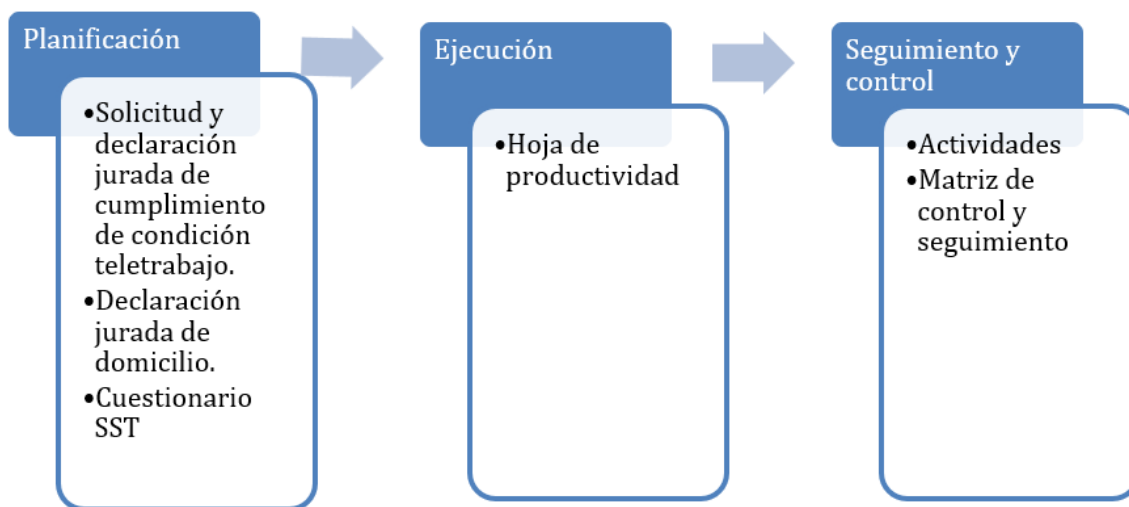 Planificación
•Solicitud y
declaración
jurada de
cumplimiento
de condición
teletrabajo.
•Declaración
jurada de
domicilio.
•Cuestionario
SST
Ejecución
•Hoja de
productividad
Seguimiento y
control
•Actividades
•Matriz de
control y
seguimiento